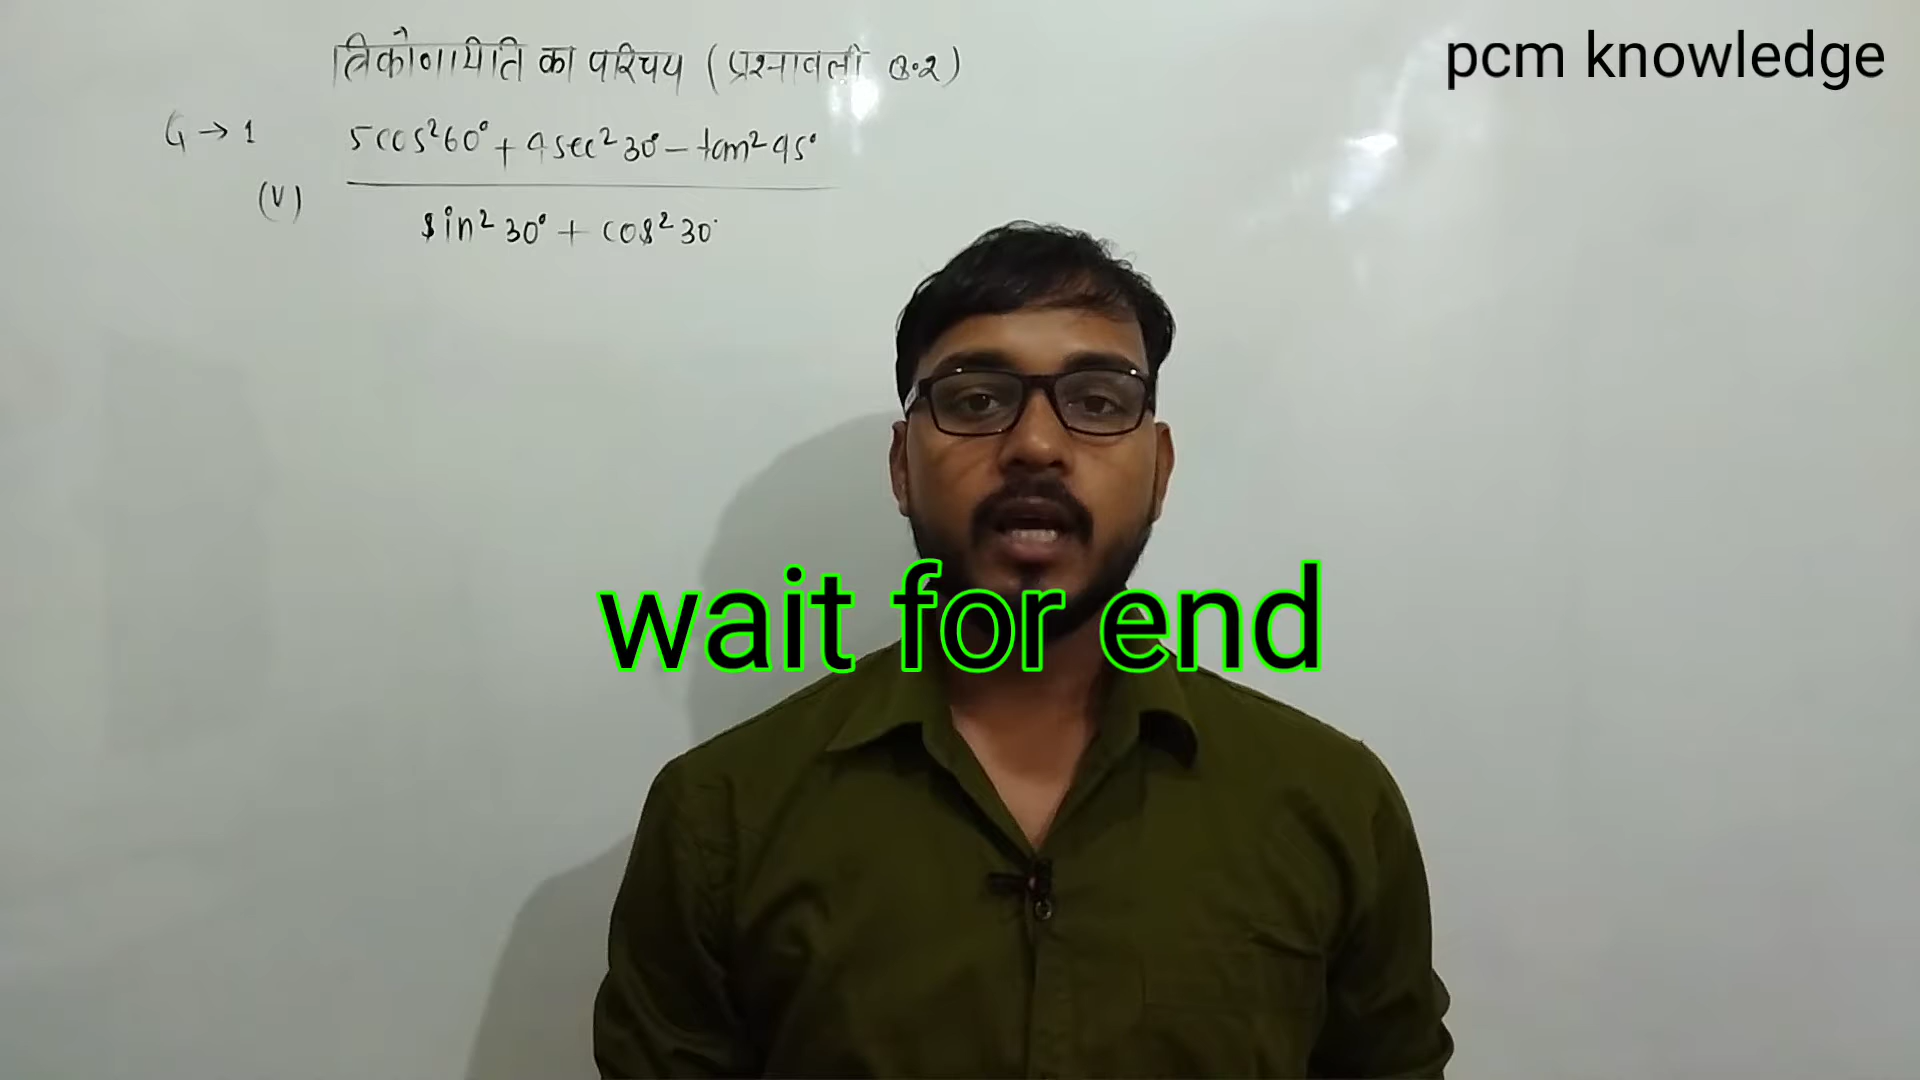 pcm knowledge
त्रिकोणमिति का परिचय (प्रश्नावली 8.2)
Q → 1
5cos²60° + 4sec²30° − tan²45°
(v)
sin²30° + cos²30°
wait for end